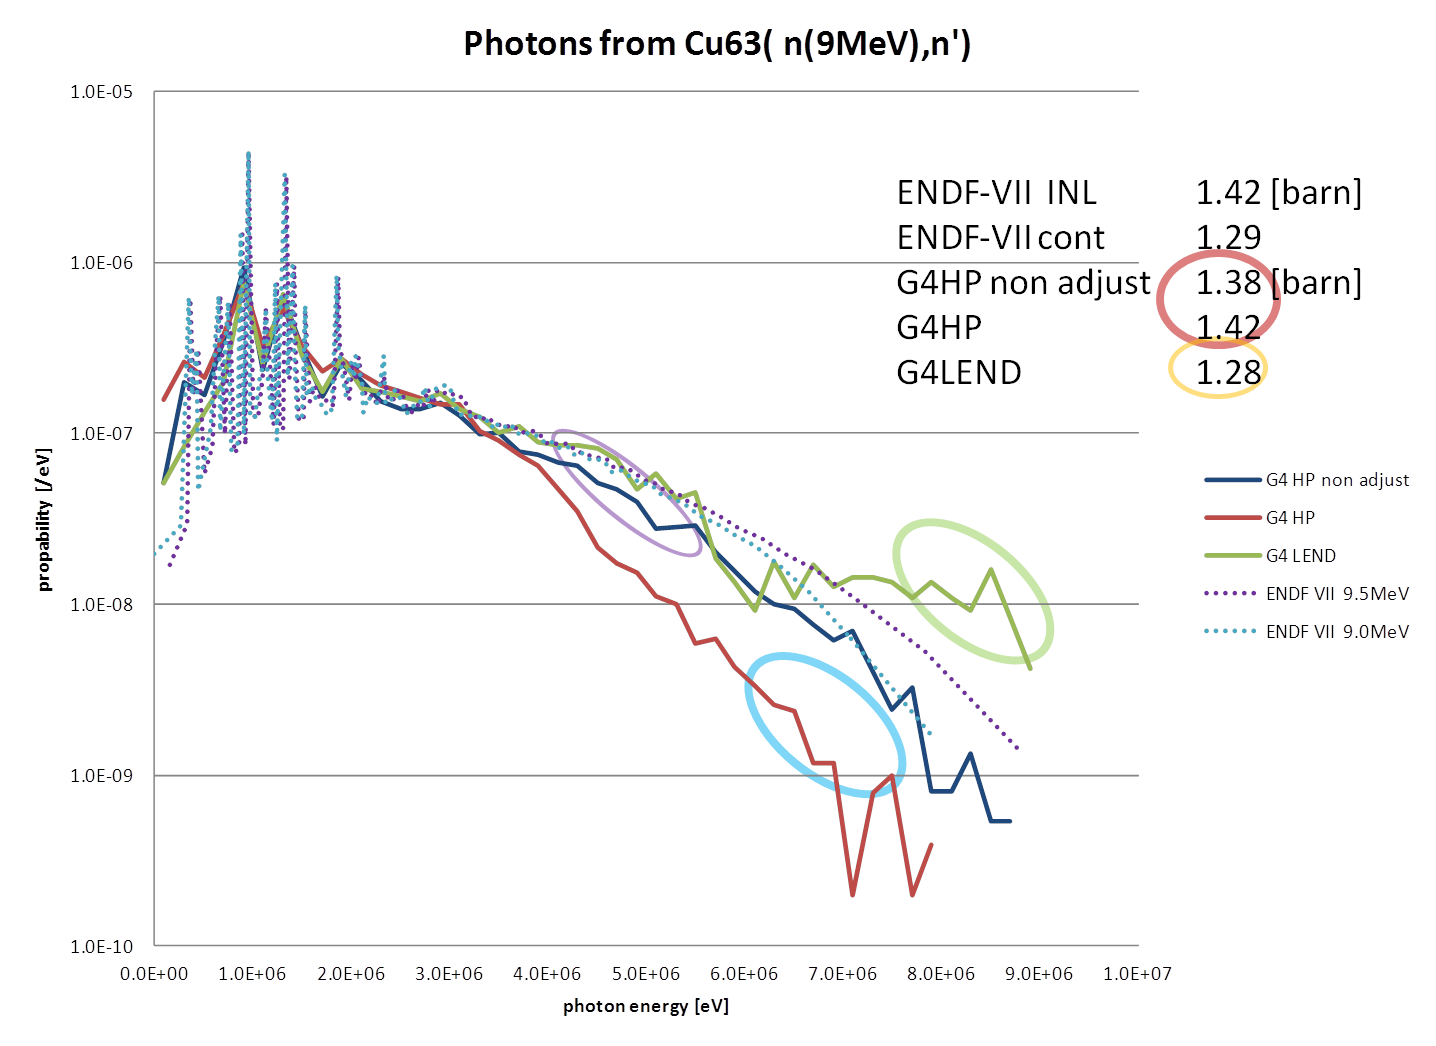 Photons from Cu63( n(9MeV),n')
1.0E-05
1.0E-06
1.0E-07
1.0E-08
1.0E-09
1.0E-10
propability [/eV]
ENDF-VII INL 1.42 [barn]
ENDF-VII cont 1.29
G4HP non adjust 1.38 [barn]
G4HP 1.42
G4LEND 1.28
G4 HP non adjust
G4 HP
G4 LEND
ENDF VII 9.5MeV
ENDF VII 9.0MeV
0.0E+00 1.0E+06 2.0E+06 3.0E+06 4.0E+06 5.0E+06 6.0E+06 7.0E+06 8.0E+06 9.0E+06 1.0E+07
photon energy [eV]